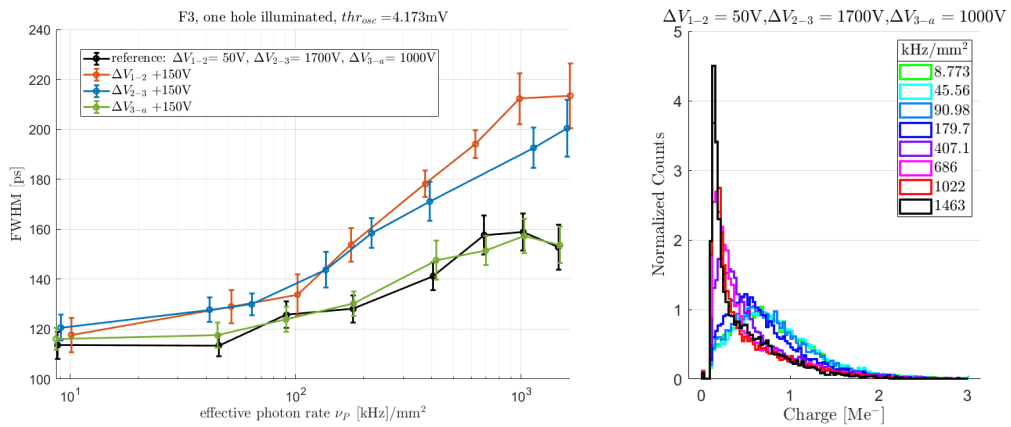 F3, one hole illuminated, thr_osc=4.173mV
240
220
200
180
160
140
120
100
FWHM [ps]
reference: ΔV_1−2= 50V, ΔV_2−3= 1700V, ΔV_3−a= 1000V
ΔV_1−2 +150V
ΔV_2−3 +150V
ΔV_3−a +150V
10^1
10^2
10^3
effective photon rate ν_P [kHz]/mm^2
ΔV_1−2 = 50V,ΔV_2−3 = 1700V,ΔV_3−a = 1000V
5
4
3
2
1
0
Normalized Counts
kHz/mm^2
8.773
45.56
90.98
179.7
407.1
686
1022
1463
0
1
2
3
Charge [Me^−]